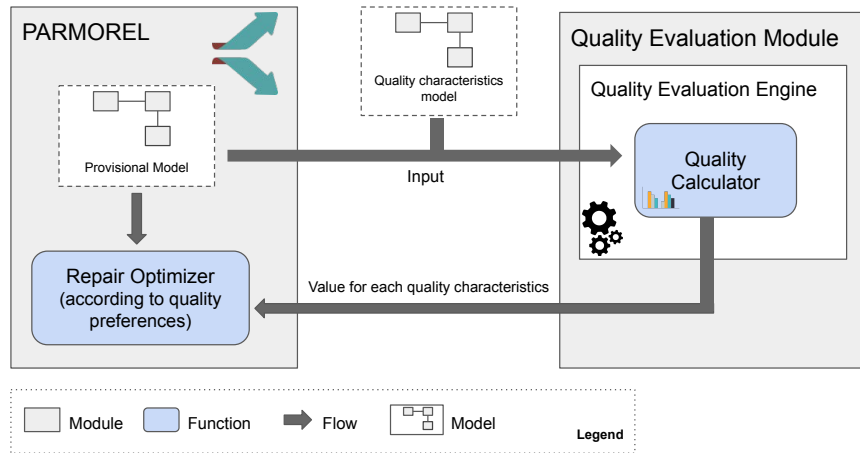 PARMOREL
Provisional Model
Repair Optimizer
(according to quality
preferences)
Quality characteristics
model
Input
Value for each quality characteristics
Quality Evaluation Module
Quality Evaluation Engine
Quality
Calculator
Module
Function
Flow
Model
Legend